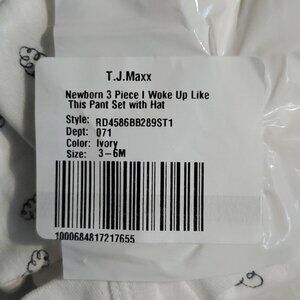 T.J.Maxx
Newborn 3 Piece I Woke Up Like
This Pant Set with Hat
Style: RD4586BB289ST1
Dept: 071
Color: Ivory
Size: 3-6M
1000684817217655